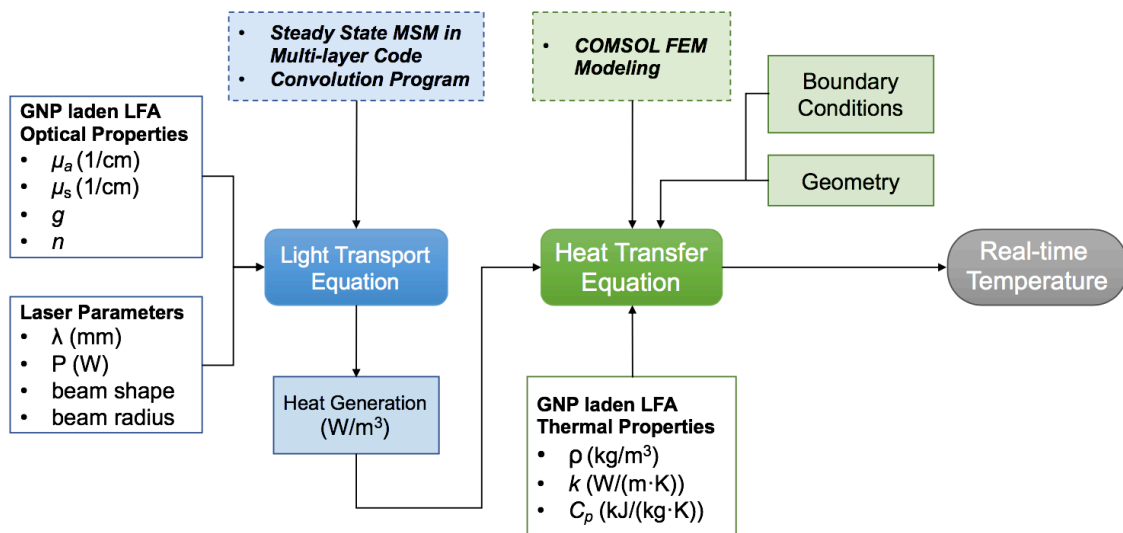 • Steady State MSM in
Multi-layer Code
• Convolution Program
• COMSOL FEM
Modeling
Boundary
Conditions
Geometry
GNP laden LFA
Optical Properties
• μa (1/cm)
• μs (1/cm)
• g
• n
Light Transport
Equation
Heat Transfer
Equation
Real-time
Temperature
Laser Parameters
• λ (mm)
• P (W)
• beam shape
• beam radius
Heat Generation
(W/m³)
GNP laden LFA
Thermal Properties
• ρ (kg/m³)
• k (W/(m·K))
• Cp (kJ/(kg·K))